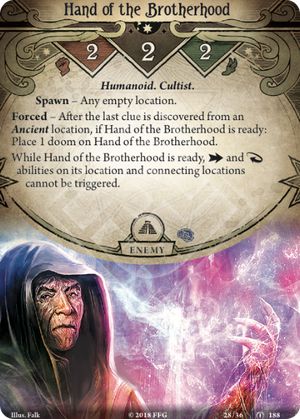 Hand of the Brotherhood
2 2 2
Humanoid. Cultist.
Spawn – Any empty location.
Forced – After the last clue is discovered from an
Ancient location, if Hand of the Brotherhood is ready:
Place 1 doom on Hand of the Brotherhood.
While Hand of the Brotherhood is ready, and
abilities on its location and connecting locations
cannot be triggered.
ENEMY
Illus. Falk
© 2018 FFG
28/36
188